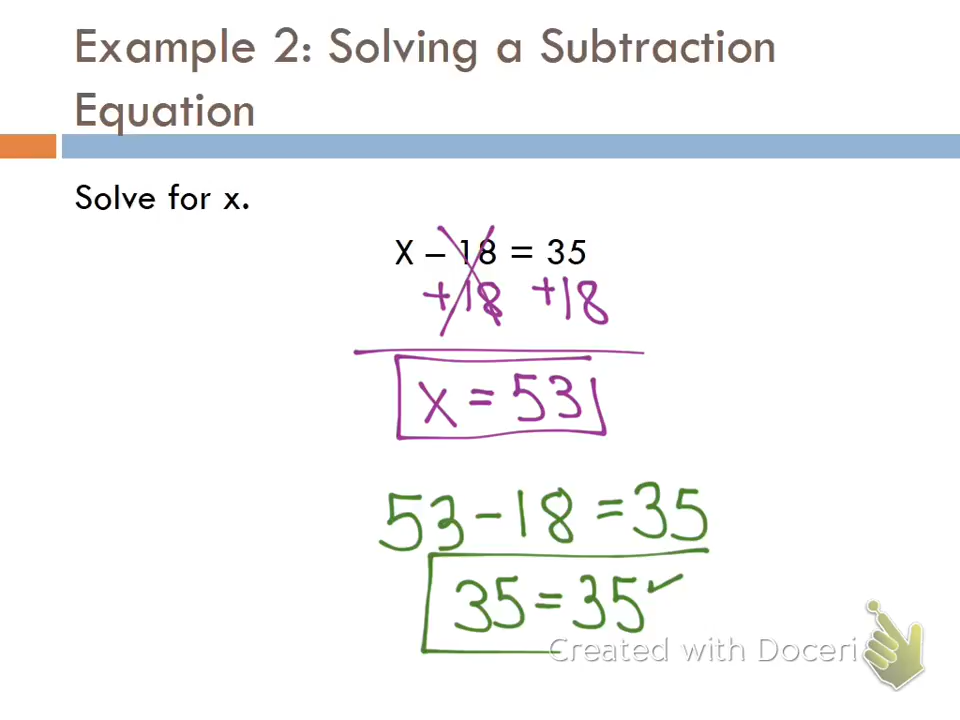 Example 2: Solving a Subtraction
Equation
Solve for x.
X – 18 = 35
+18 +18
x = 53
53 - 18 = 35
35 = 35 ✓
Created with Doceri